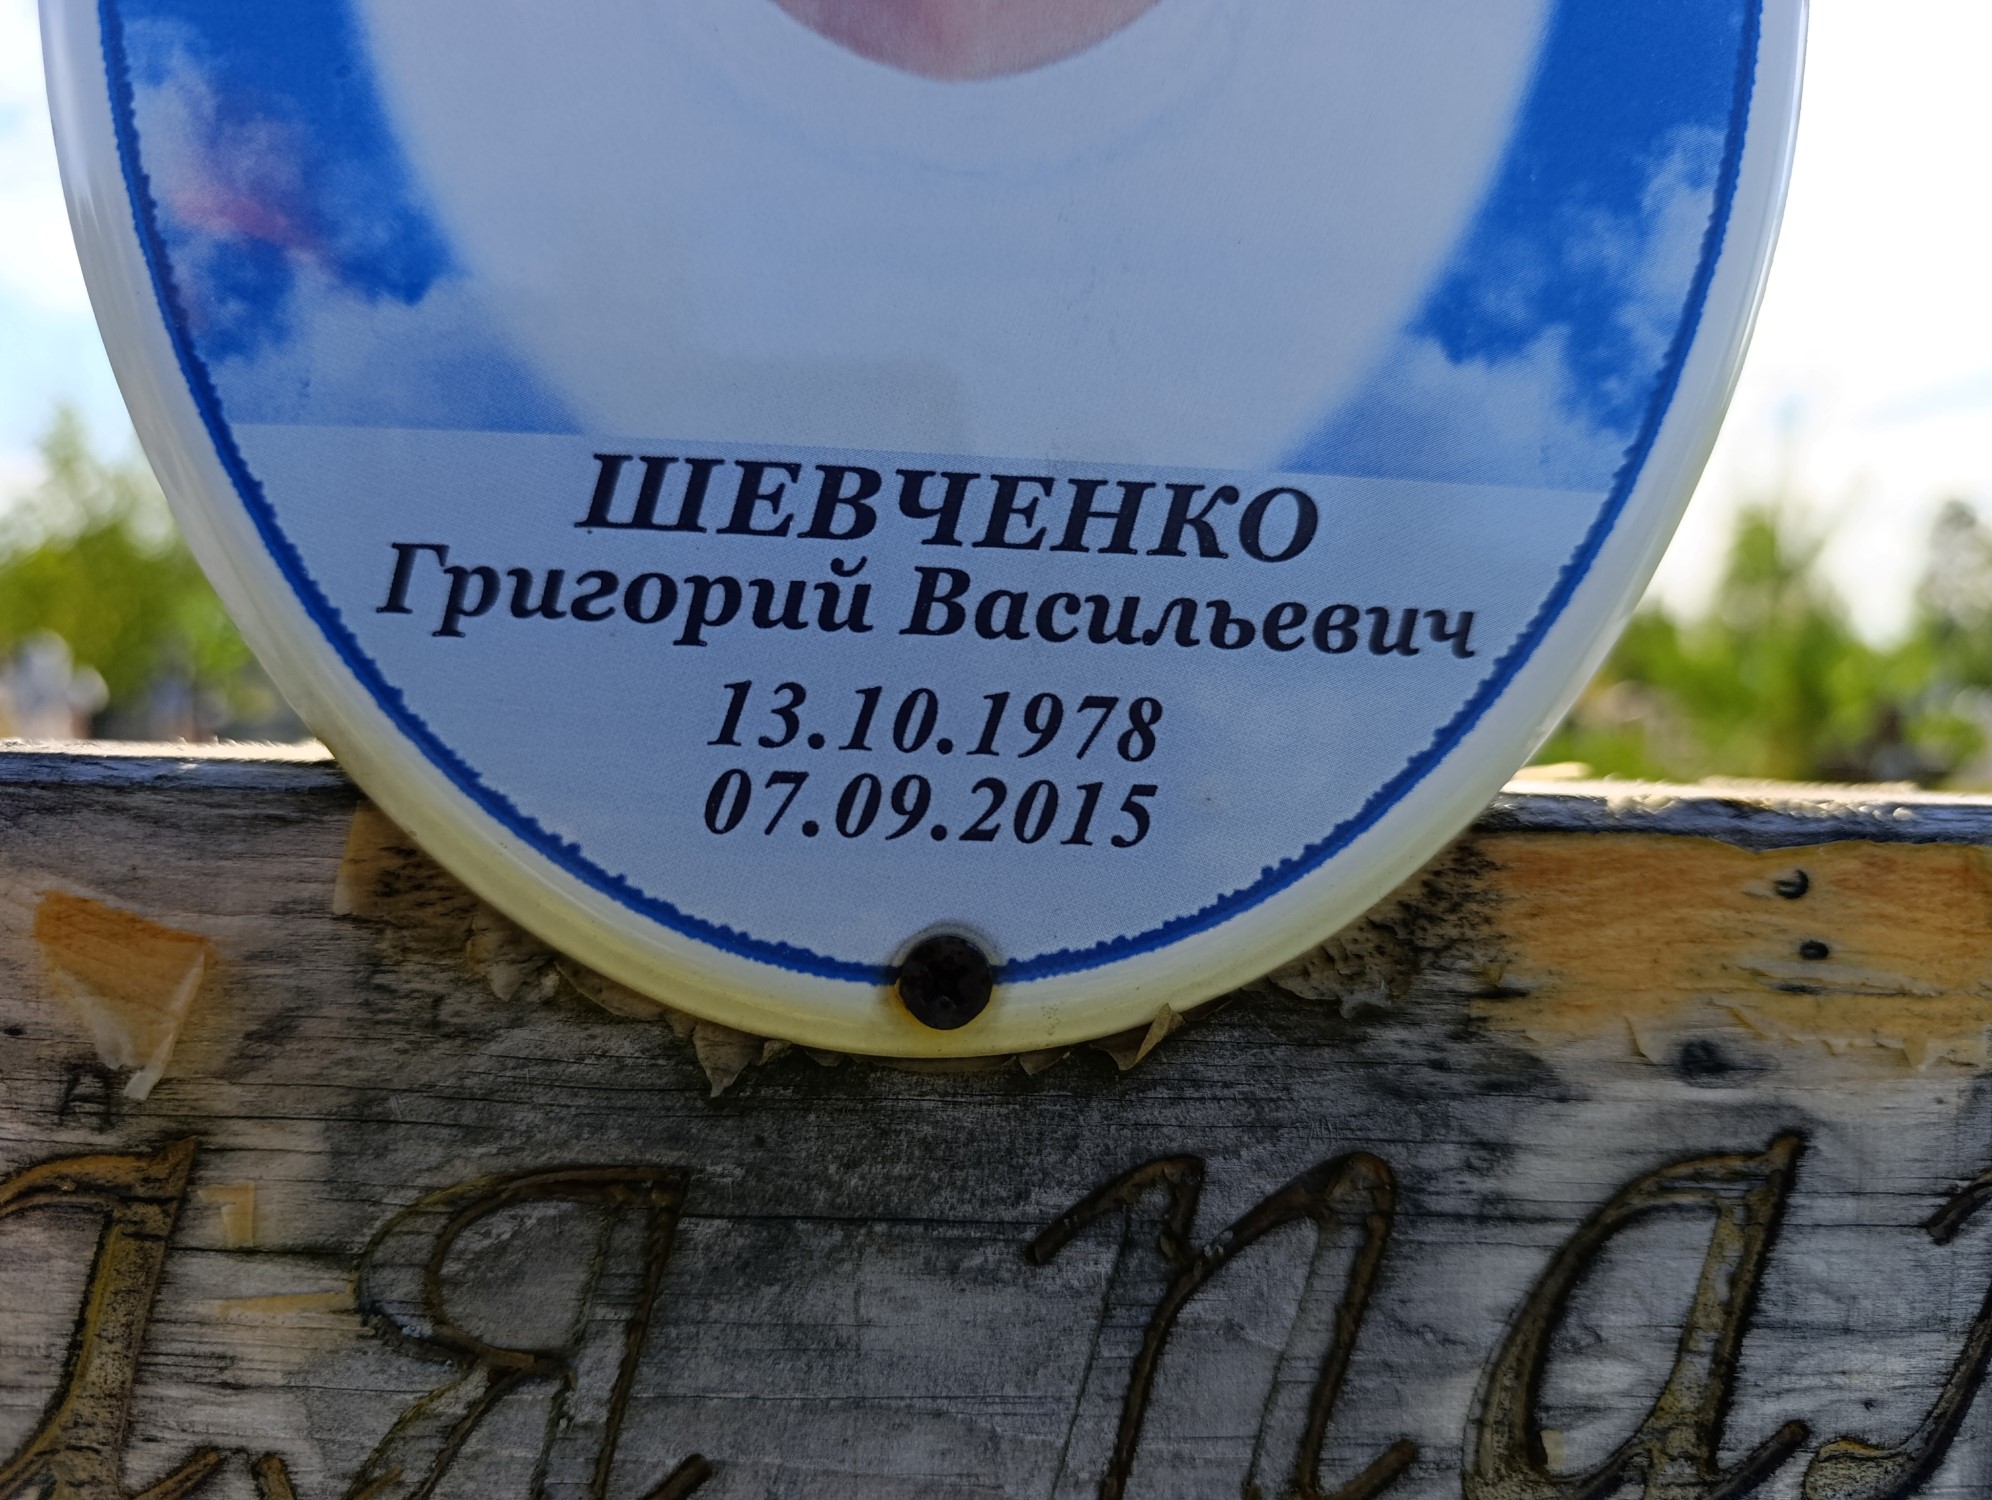 ШЕВЧЕНКО
Григорий Васильевич
13.10.1978
07.09.2015